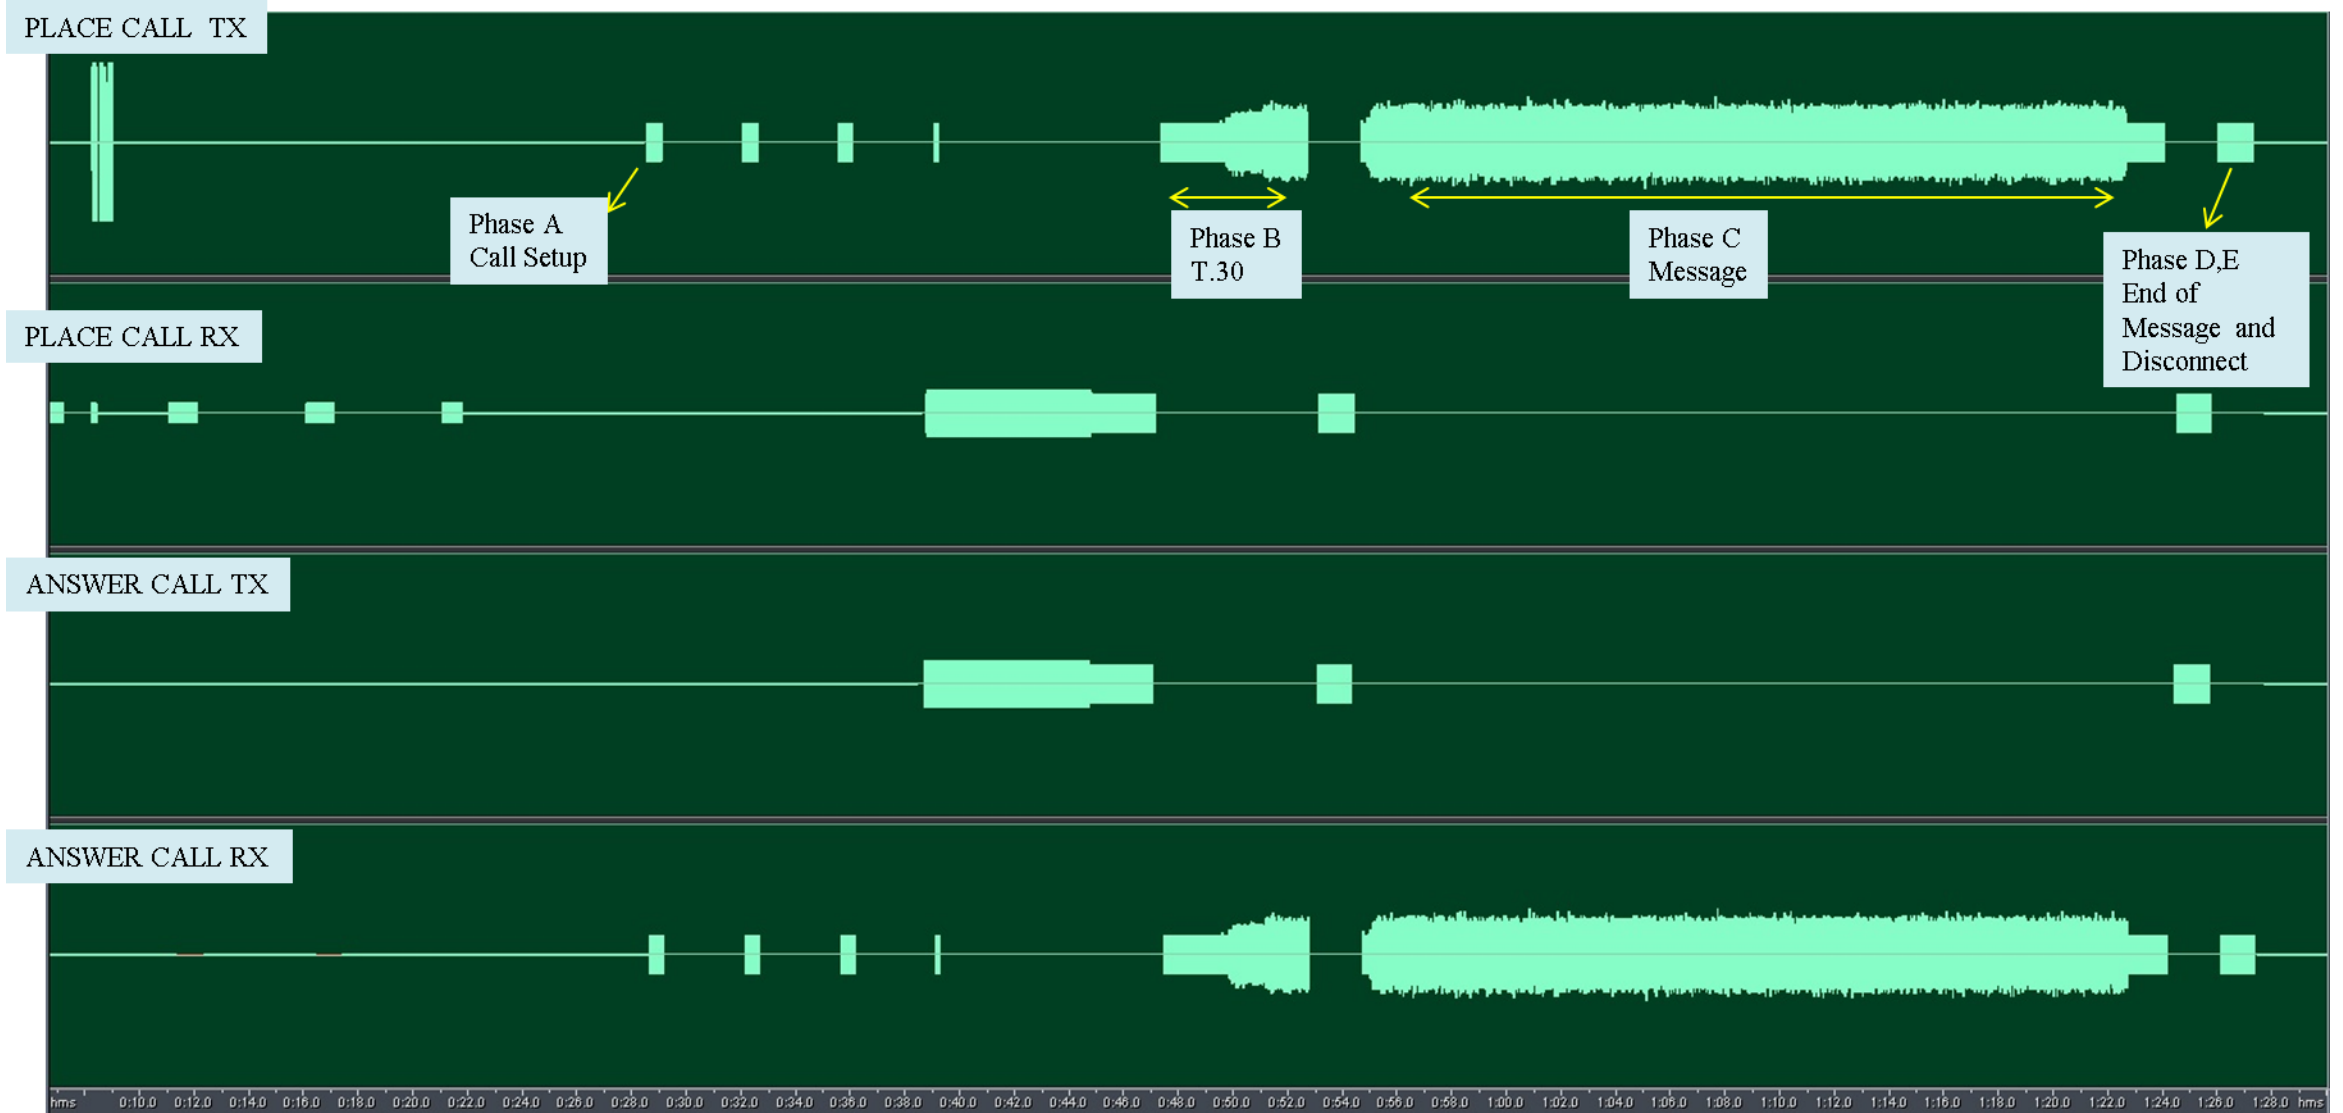 PLACE CALL TX
Phase A
Call Setup
Phase B
T.30
Phase C
Message
Phase D,E
End of
Message and
Disconnect
PLACE CALL RX
ANSWER CALL TX
ANSWER CALL RX
hms 0:10.0 0:12.0 0:14.0 0:16.0 0:18.0 0:20.0 0:22.0 0:24.0 0:26.0 0:28.0 0:30.0 0:32.0 0:34.0 0:36.0 0:38.0 0:40.0 0:42.0 0:44.0 0:46.0 0:48.0 0:50.0 0:52.0 0:54.0 0:56.0 0:58.0 1:00.0 1:02.0 1:04.0 1:06.0 1:08.0 1:10.0 1:12.0 1:14.0 1:16.0 1:18.0 1:20.0 1:22.0 1:24.0 1:26.0 1:28.0 hms